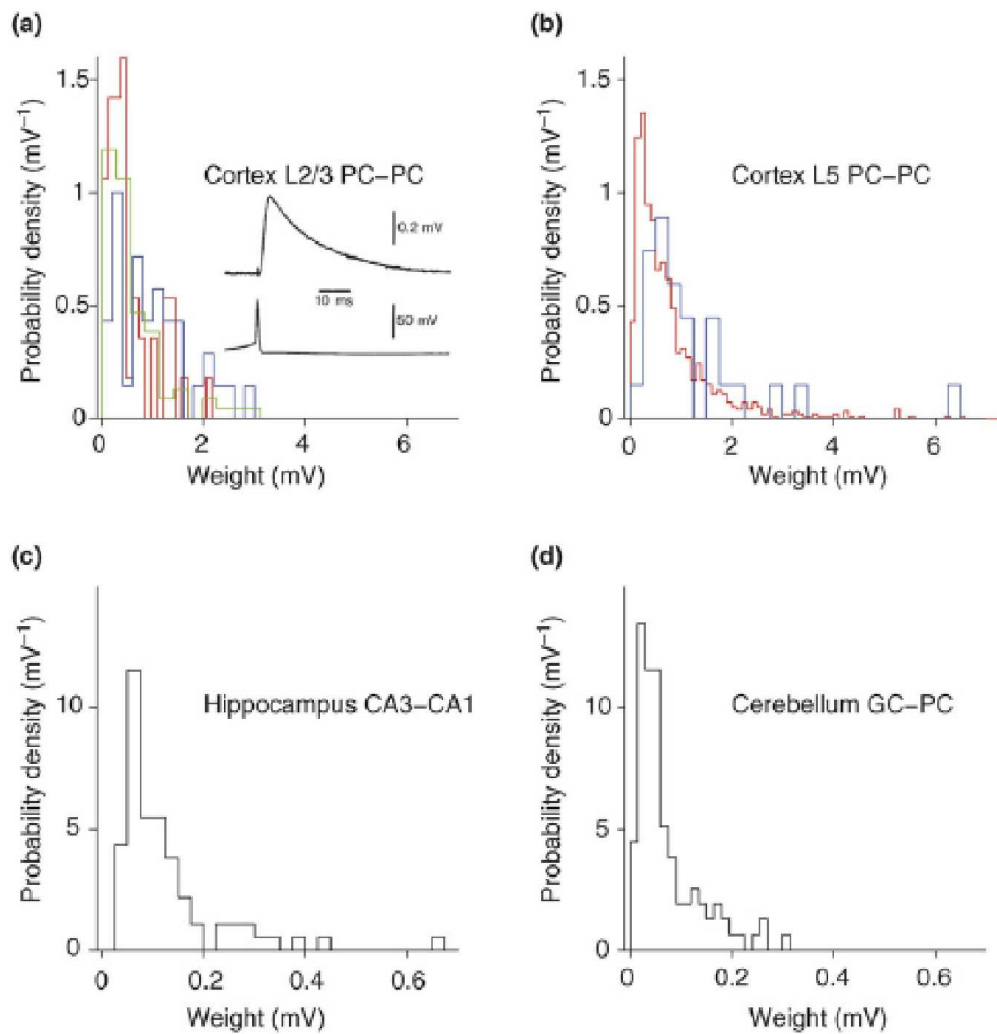 (a)
Probability density (mV⁻¹)
1.5
1
0.5
0
Cortex L2/3 PC–PC
0.2 mV
10 ms
50 mV
0 2 4 6
Weight (mV)
(b)
Probability density (mV⁻¹)
1.5
1
0.5
0
Cortex L5 PC–PC
0 2 4 6
Weight (mV)
(c)
Probability density (mV⁻¹)
10
5
0
Hippocampus CA3–CA1
0 0.2 0.4 0.6
Weight (mV)
(d)
Probability density (mV⁻¹)
10
5
0
Cerebellum GC–PC
0 0.2 0.4 0.6
Weight (mV)